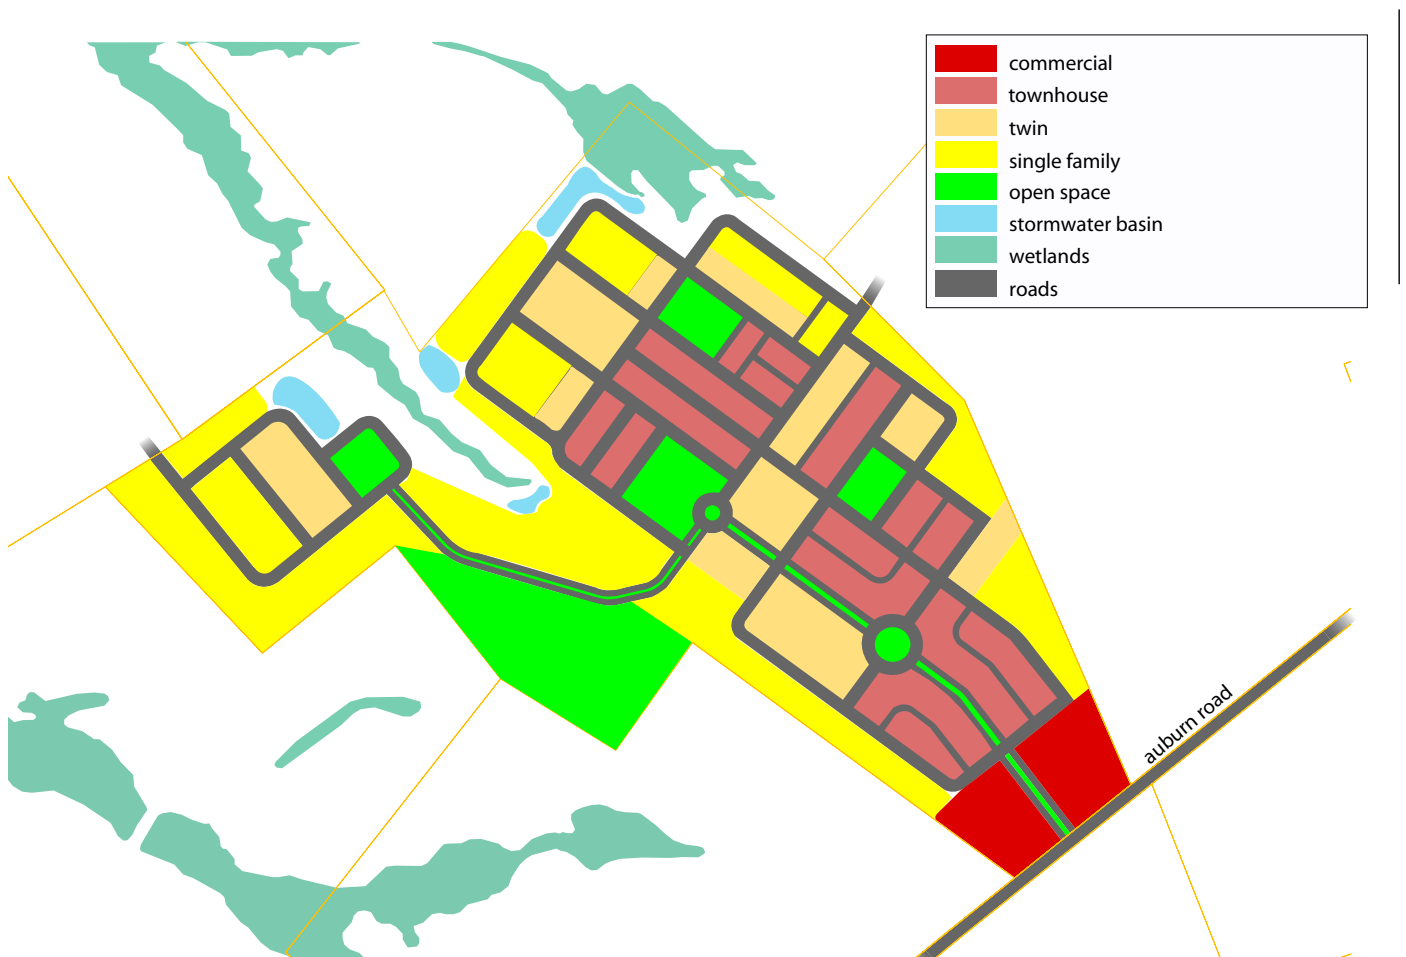 commercial
townhouse
twin
single family
open space
stormwater basin
wetlands
roads
auburn road